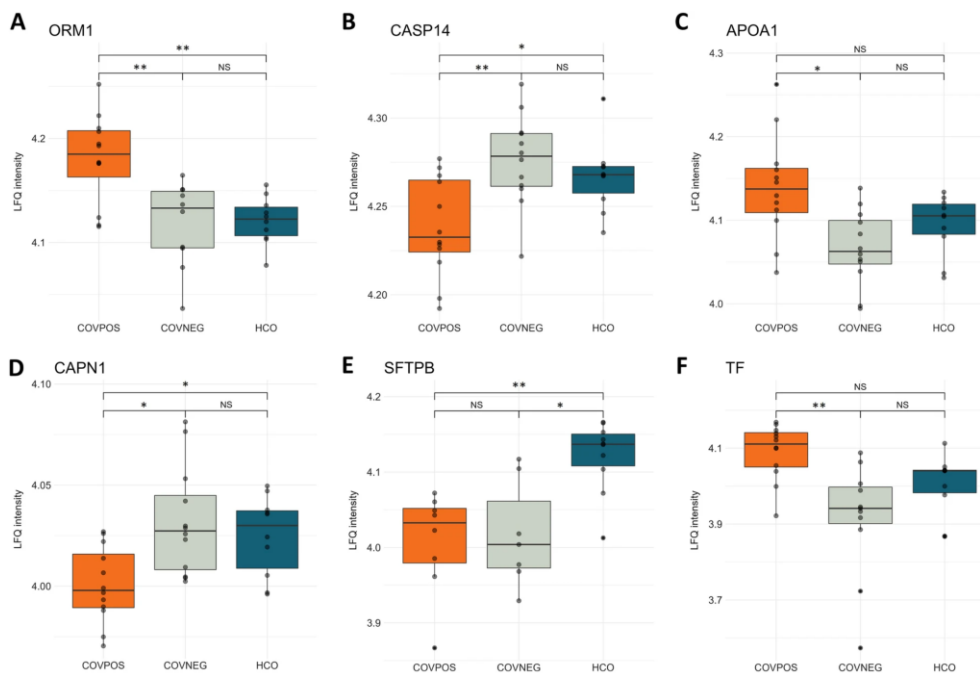 A ORM1
** 
** NS
LFQ intensity
4.2
4.1
COVPOS COVNEG HCO
B CASP14
*
** NS
LFQ intensity
4.30
4.25
4.20
COVPOS COVNEG HCO
C APOA1
NS
* NS
LFQ intensity
4.3
4.2
4.1
4.0
COVPOS COVNEG HCO
D CAPN1
*
* NS
LFQ intensity
4.10
4.05
4.00
COVPOS COVNEG HCO
E SFTPB
**
NS *
LFQ intensity
4.2
4.1
4.0
3.9
COVPOS COVNEG HCO
F TF
NS
** NS
LFQ intensity
4.1
3.9
3.7
COVPOS COVNEG HCO